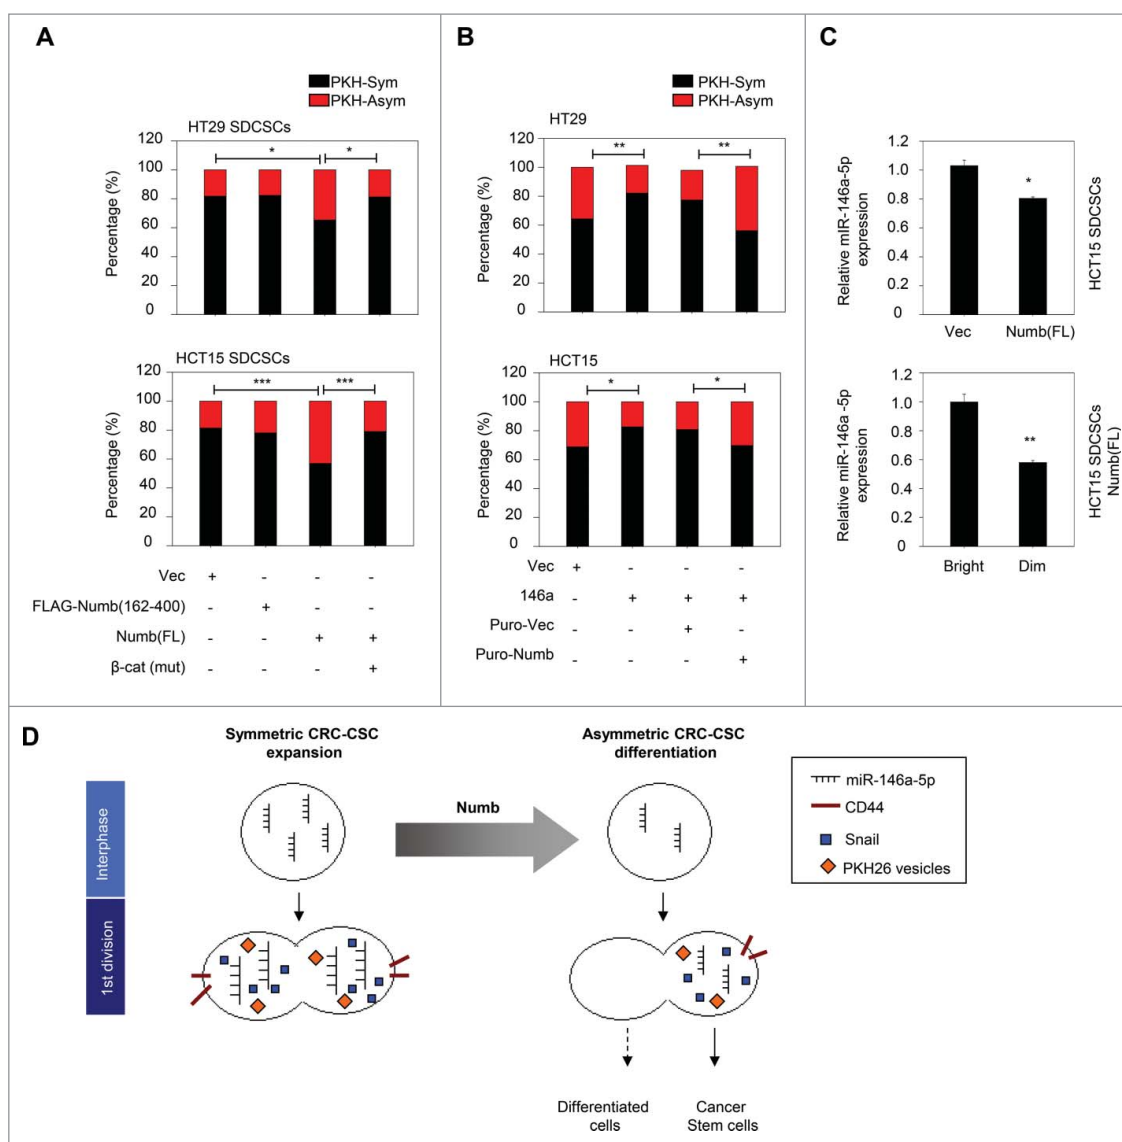 A
PKH-Sym
PKH-Asym
HT29 SDCSCs
120
100
80
60
40
20
0
Percentage (%)
*
*
HCT15 SDCSCs
120
100
80
60
40
20
0
Percentage (%)
***
***
Vec + - - -
FLAG-Numb(162-400) - + - -
Numb(FL) - - + +
β-cat (mut) - - - +
B
PKH-Sym
PKH-Asym
HT29
120
100
80
60
40
20
0
Percentage (%)
**
**
HCT15
120
100
80
60
40
20
0
Percentage (%)
*
*
Vec + - - -
146a - + + +
Puro-Vec - - + -
Puro-Numb - - - +
C
1.2
1.0
0.8
0.6
0.4
0.2
0
Relative miR-146a-5p
expression
*
Vec Numb(FL)
HCT15 SDCSCs
1.2
1.0
0.8
0.6
0.4
0.2
0
Relative miR-146a -5p
expression
**
Bright Dim
HCT15 SDCSCs
Numb(FL)
D
Symmetric CRC-CSC
expansion
Asymmetric CRC-CSC
differentiation
Numb
Interphase
1st division
miR-146a-5p
CD44
Snail
PKH26 vesicles
Differentiated
cells
Cancer
Stem cells